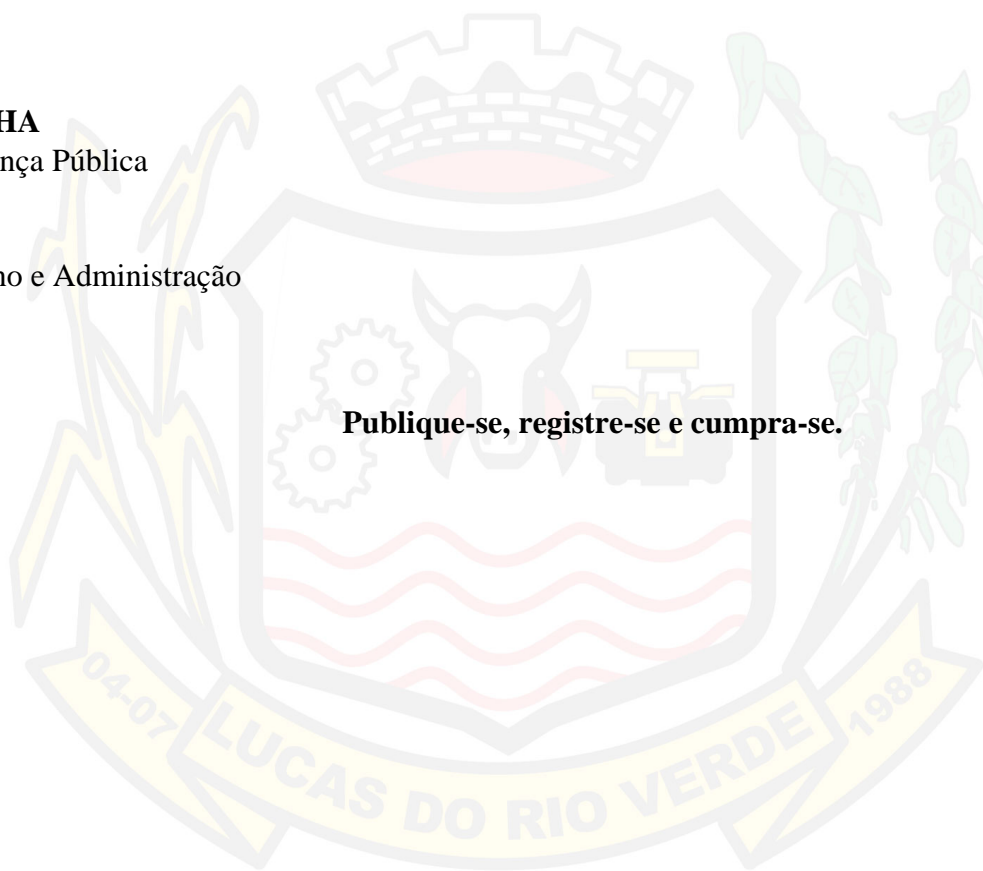 HA
nça Pública
no e Administração
Publique-se, registre-se e cumpra-se.
04-07 LUCAS DO RIO VERDE 1988